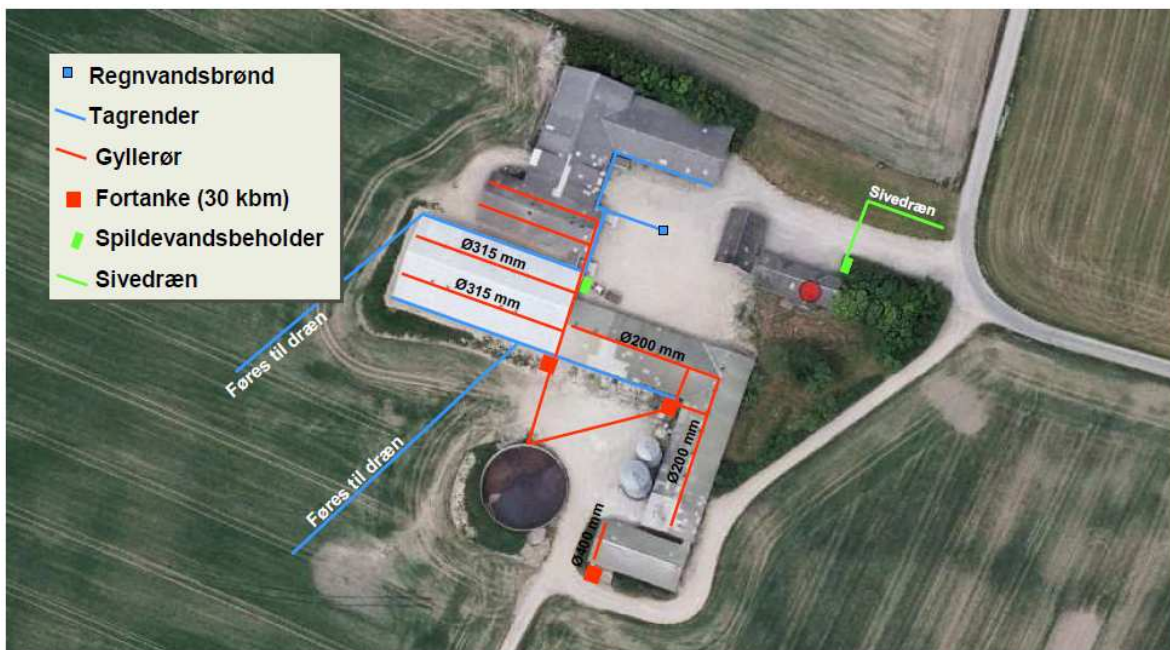 Regnvandsbrønd
Tagrender
Gyllerør
Fortanke (30 kbm)
Spildevandsbeholder
Sivedræn
Sivedræn
Ø315 mm
Ø315 mm
Ø200 mm
Føres til dræn
Føres til dræn
Ø200 mm
Ø400 mm